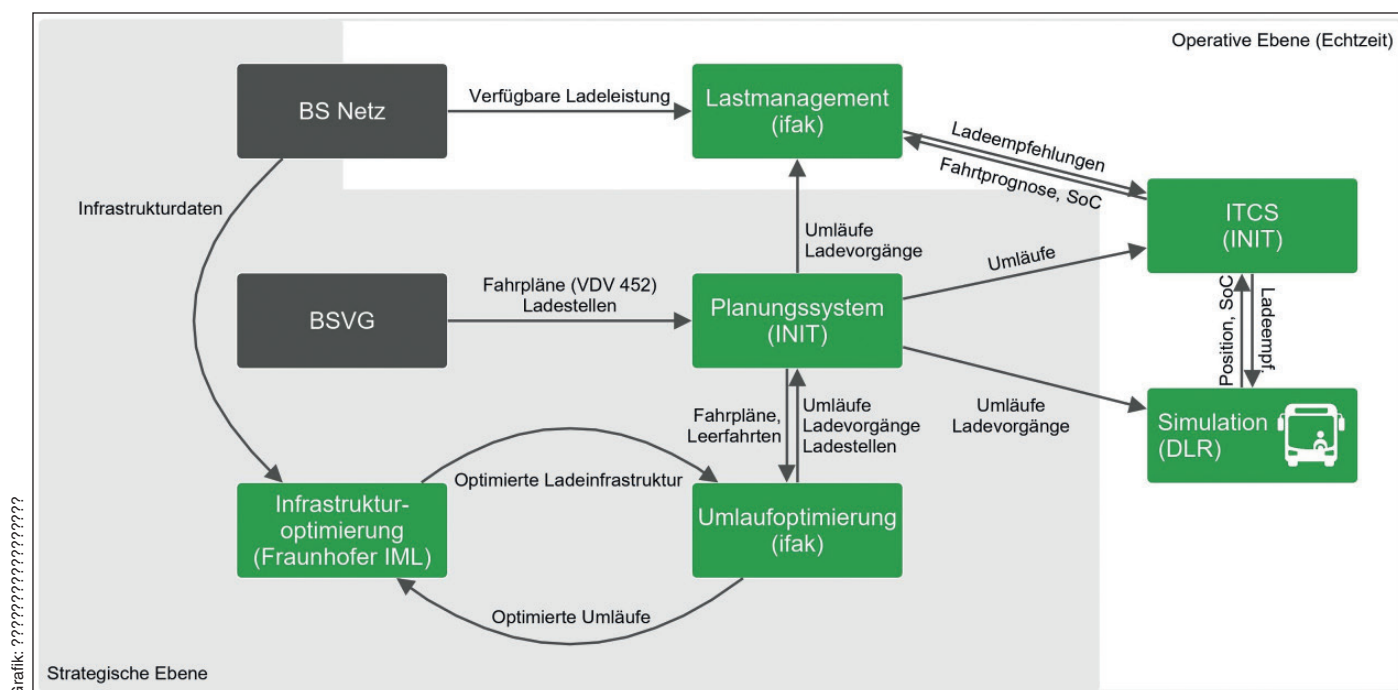 Operative Ebene (Echtzeit)
BS Netz
Verfügbare Ladeleistung
Lastmanagement
(ifak)
Ladeempfehlungen
Fahrtprognose, SoC
Infrastrukturdaten
ITCS
(INIT)
Umläufe
Ladevorgänge
Umläufe
BSVG
Fahrpläne (VDV 452)
Ladestellen
Planungssystem
(INIT)
Position, SoC
Ladeempf,
Fahrpläne,
Leerfahrten
Umläufe
Ladevorgänge
Ladestellen
Umläufe
Ladevorgänge
Simulation
(DLR)
Optimierte Ladeinfrastruktur
Infrastruktur-
optimierung
(Fraunhofer IML)
Umlaufoptimierung
(ifak)
Optimierte Umläufe
Strategische Ebene